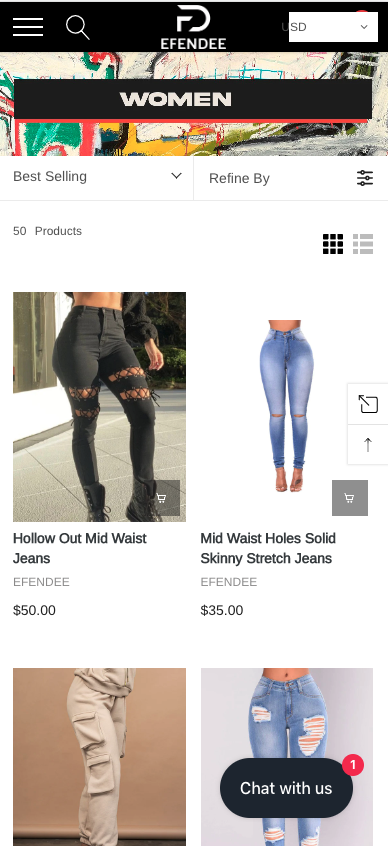 EFENDEE
USD
WOMEN
Best Selling
Refine By
50 Products
Hollow Out Mid Waist
Jeans
EFENDEE
$50.00
Mid Waist Holes Solid
Skinny Stretch Jeans
EFENDEE
$35.00
1
Chat with us